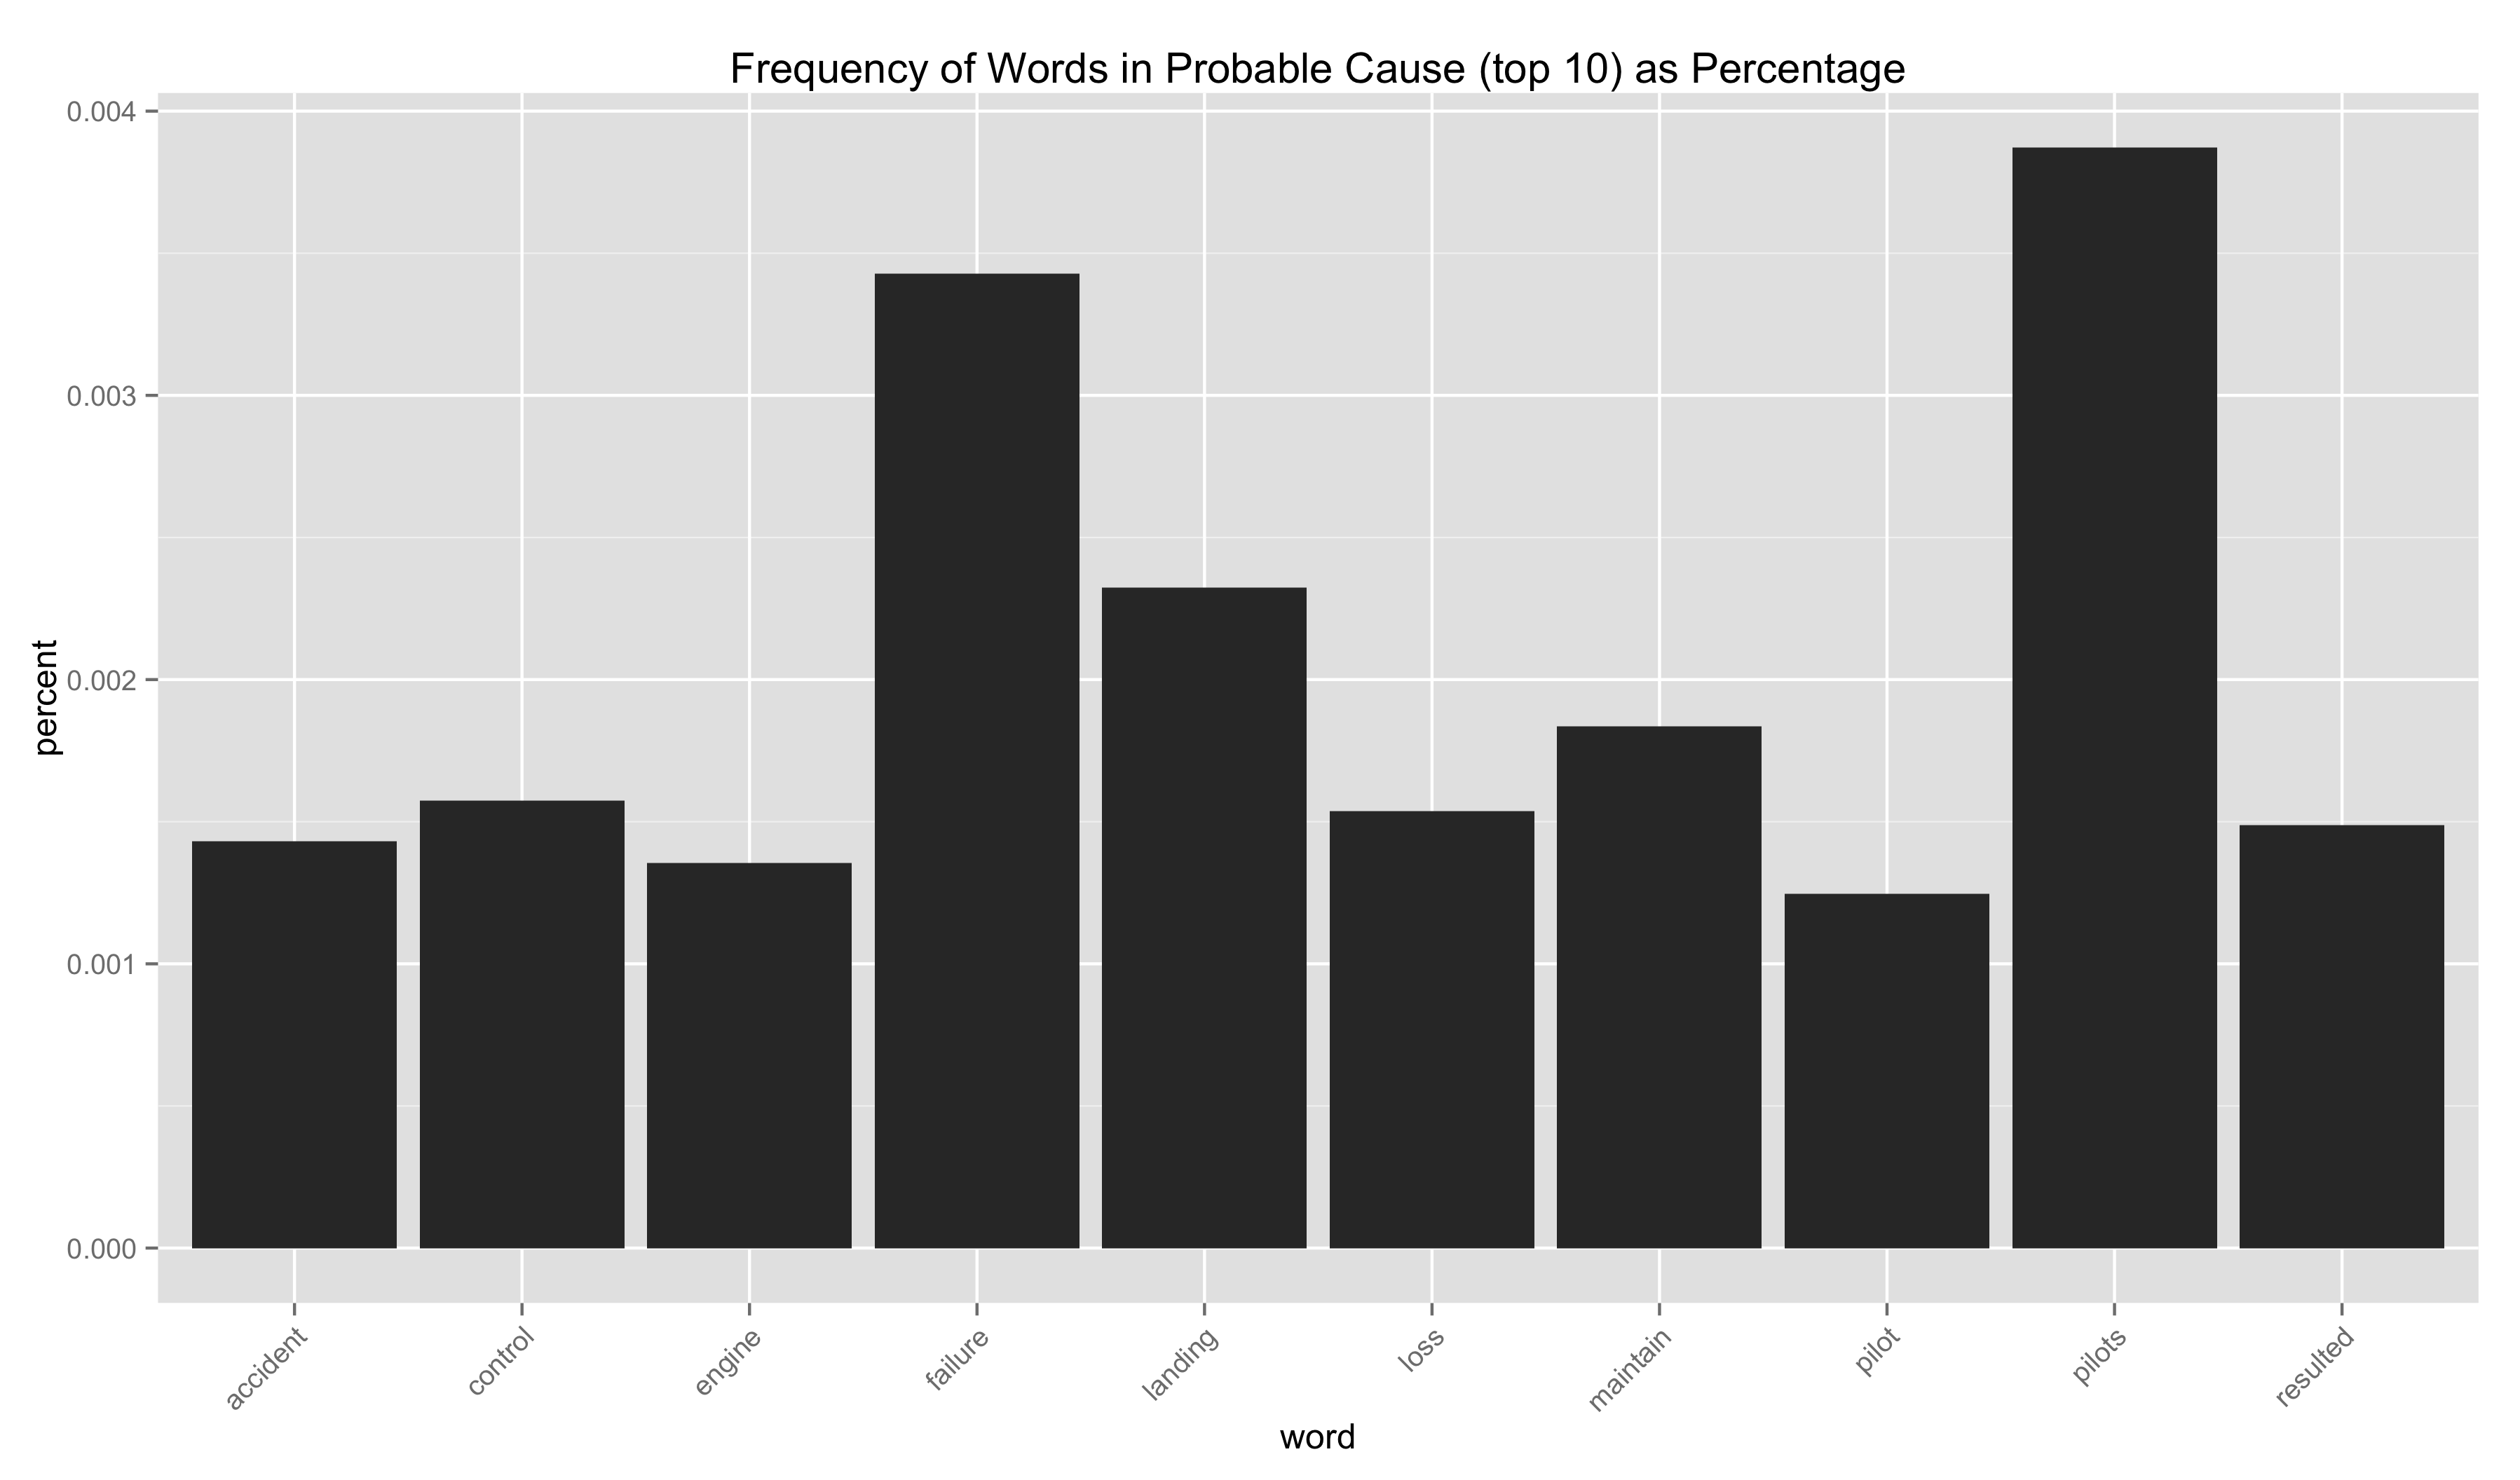 Frequency of Words in Probable Cause (top 10) as Percentage
0.004
0.003
0.002
0.001
0.000
percent
accident
control
engine
failure
landing
loss
maintain
pilot
pilots
resulted
word